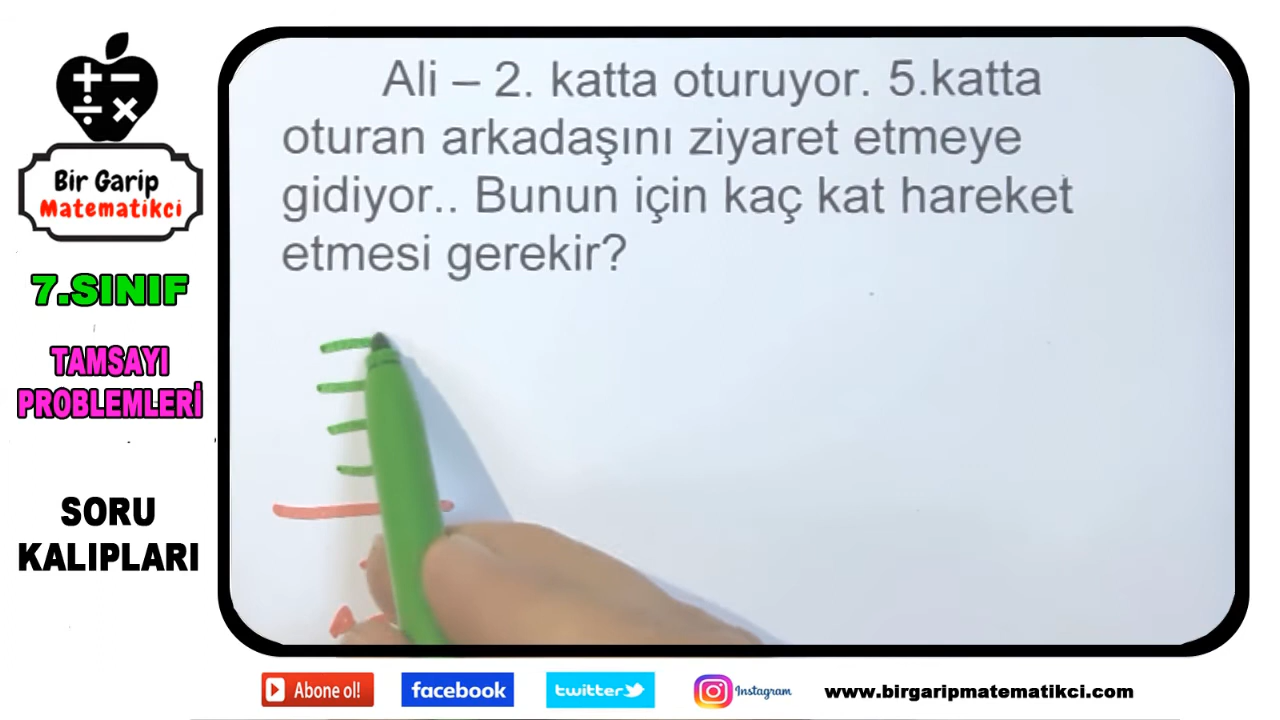 Ali – 2. katta oturuyor. 5.katta
oturan arkadaşını ziyaret etmeye
gidiyor.. Bunun için kaç kat hareket
etmesi gerekir?
+ −
÷ ×
Bir Garip
Matematikci
7.SINIF
TAMSAYI
PROBLEMLERİ
SORU
KALIPLARI
Abone ol!
facebook
twitter
Instagram
www.birgaripmatematikci.com